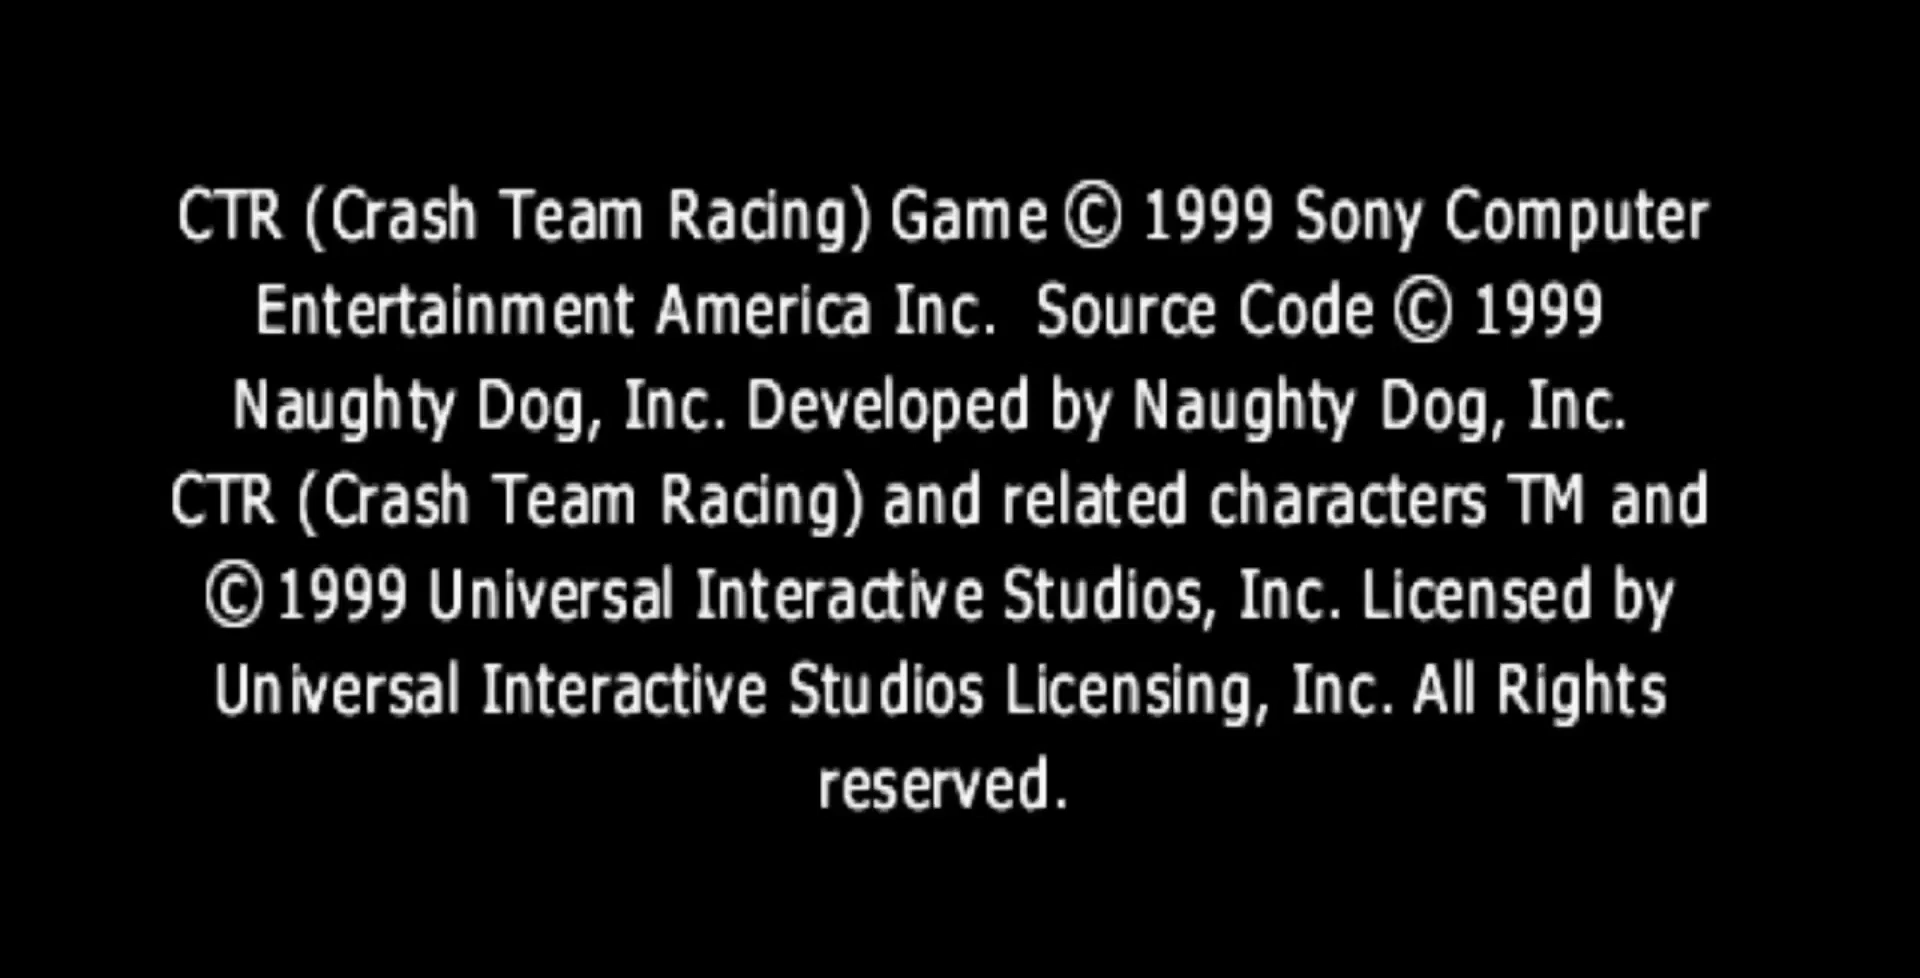 CTR (Crash Team Racing) Game © 1999 Sony Computer
Entertainment America Inc.  Source Code © 1999
Naughty Dog, Inc. Developed by Naughty Dog, Inc.
CTR (Crash Team Racing) and related characters TM and
© 1999 Universal Interactive Studios, Inc. Licensed by
Universal Interactive Studios Licensing, Inc. All Rights
reserved.